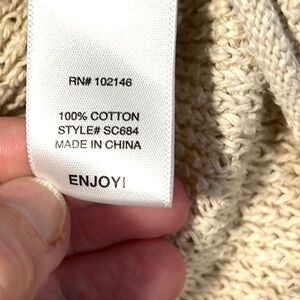 RN# 102146
100% COTTON
STYLE# SC684
MADE IN CHINA
ENJOY!